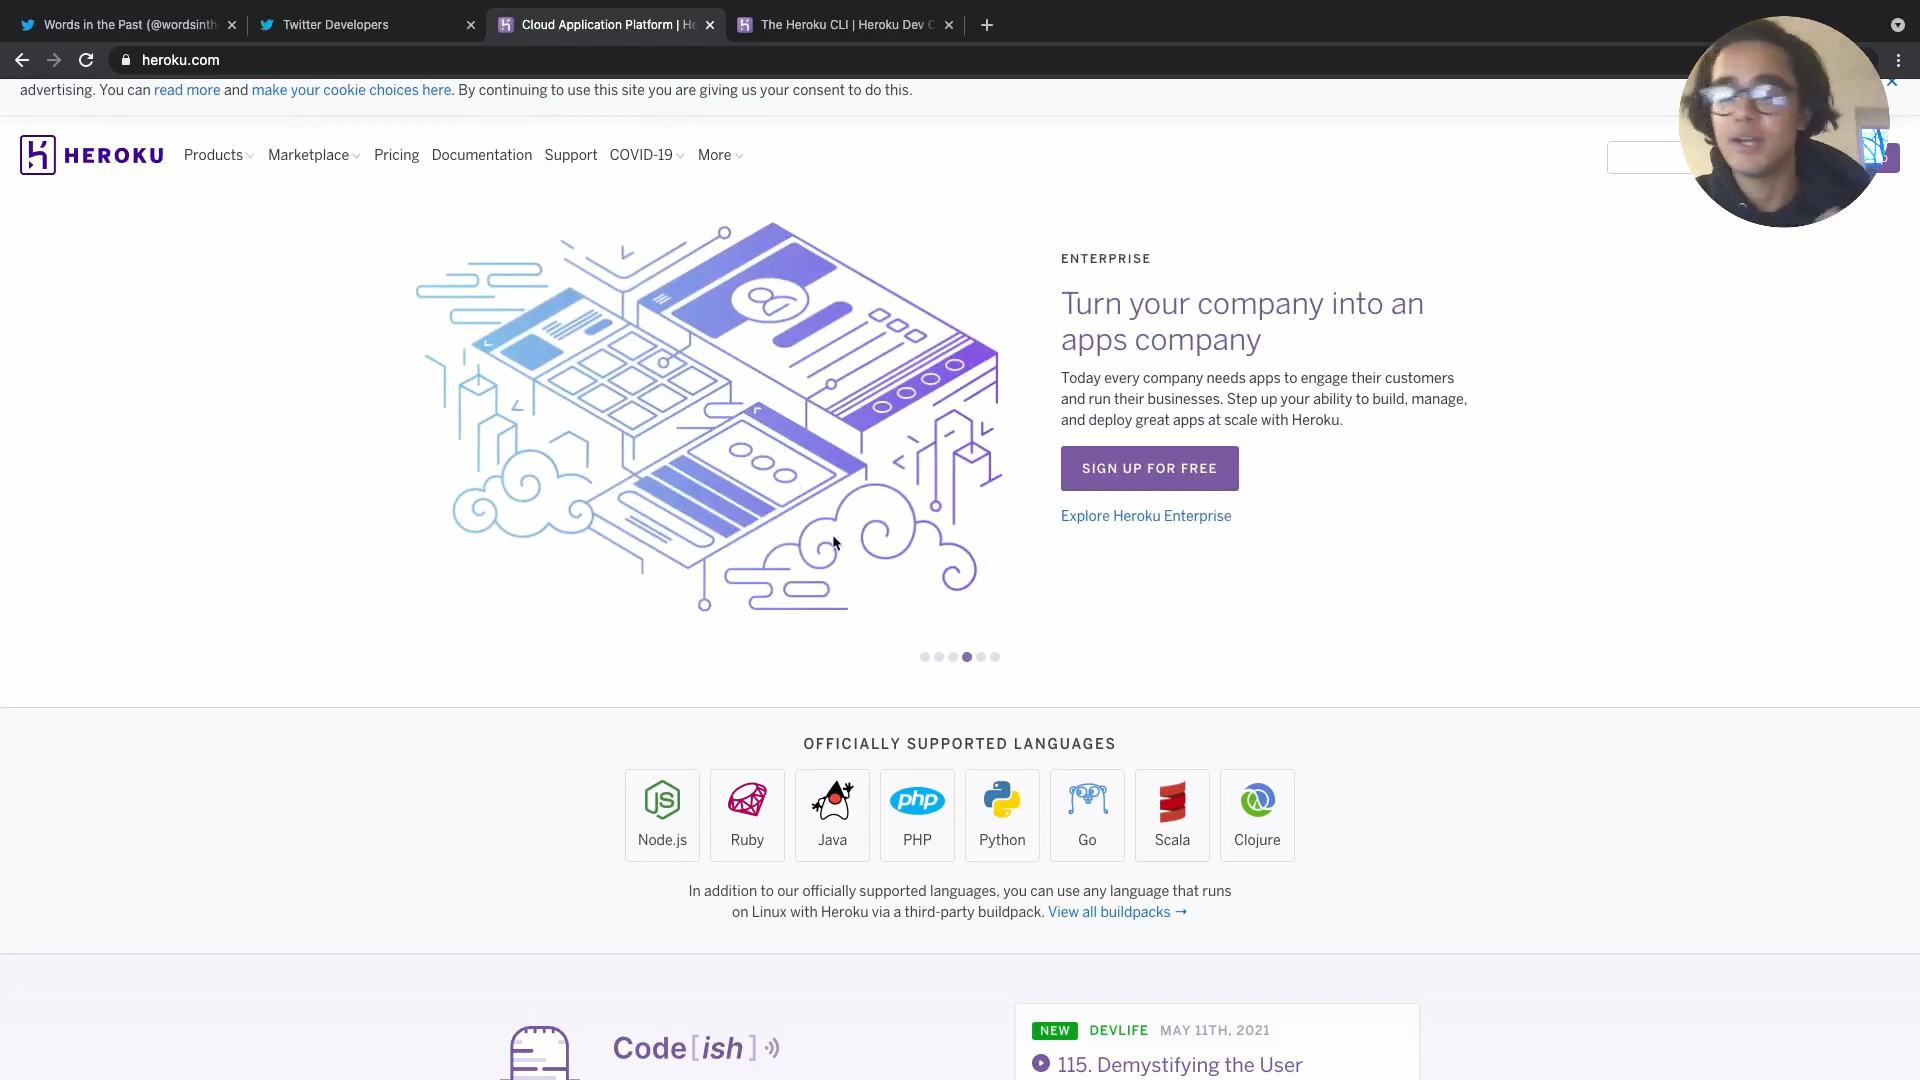 Words in the Past (@wordsinth
Twitter Developers
Cloud Application Platform | He
The Heroku CLI | Heroku Dev C
heroku.com
advertising. You can read more and make your cookie choices here. By continuing to use this site you are giving us your consent to do this.
HEROKU
Products
Marketplace
Pricing
Documentation
Support
COVID-19
More
ENTERPRISE
Turn your company into an
apps company
Today every company needs apps to engage their customers
and run their businesses. Step up your ability to build, manage,
and deploy great apps at scale with Heroku.
SIGN UP FOR FREE
Explore Heroku Enterprise
OFFICIALLY SUPPORTED LANGUAGES
JS
php
Node.js
Ruby
Java
PHP
Python
Go
Scala
Clojure
In addition to our officially supported languages, you can use any language that runs
on Linux with Heroku via a third-party buildpack. View all buildpacks →
Code[ish]
NEW DEVLIFE MAY 11TH, 2021
115. Demystifying the User